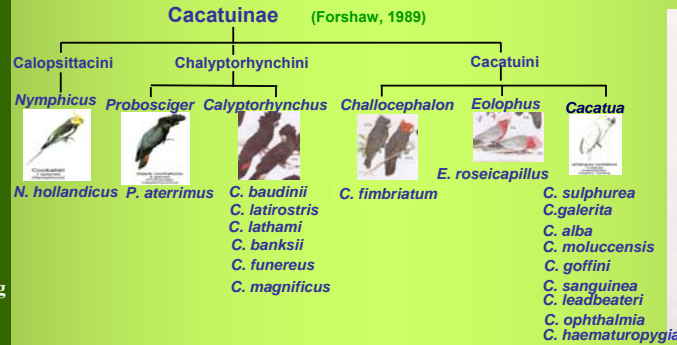 Cacatuinae (Forshaw, 1989)
Calopsittacini Chalyptorhynchini Cacatuini
Nymphicus Probosciger Calyptorhynchus Challocephalon Eolophus Cacatua
Cockatiel
N. hollandicus P. aterrimus C. baudinii C. fimbriatum E. roseicapillus C. sulphurea
C. latirostris C.galerita
C. lathami C. alba
C. banksii C. moluccensis
C. funereus C. goffini
C. magnificus C. sanguinea
g C. leadbeateri
C. ophthalmia
C. haematuropygia